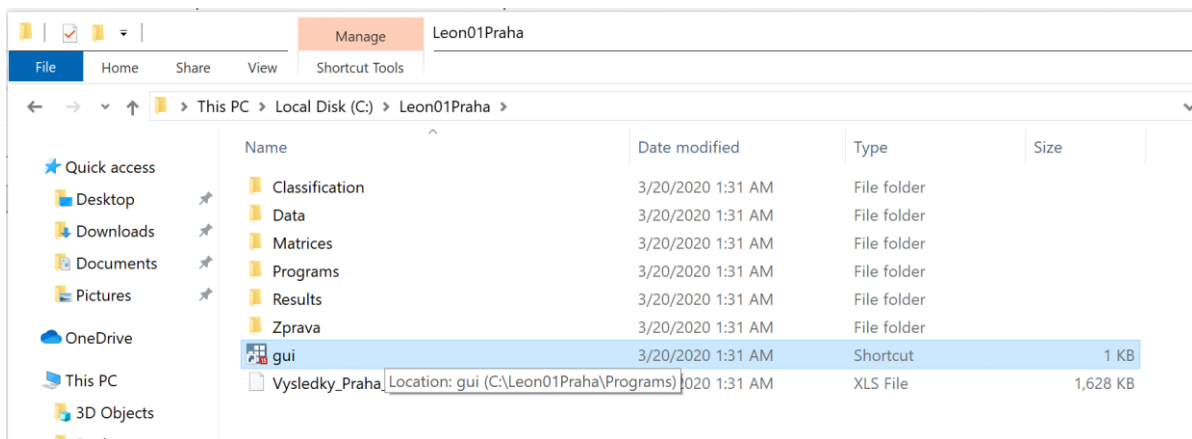 Manage Leon01Praha
File Home Share View Shortcut Tools
This PC > Local Disk (C:) > Leon01Praha >
Name Date modified Type Size
Quick access
Desktop
Downloads
Documents
Pictures
OneDrive
This PC
3D Objects
Classification 3/20/2020 1:31 AM File folder
Data 3/20/2020 1:31 AM File folder
Matrices 3/20/2020 1:31 AM File folder
Programs 3/20/2020 1:31 AM File folder
Results 3/20/2020 1:31 AM File folder
Zprava 3/20/2020 1:31 AM File folder
gui 3/20/2020 1:31 AM Shortcut 1 KB
Vysledky_Praha_ 2020 1:31 AM XLS File 1,628 KB
Location: gui (C:\Leon01Praha\Programs)